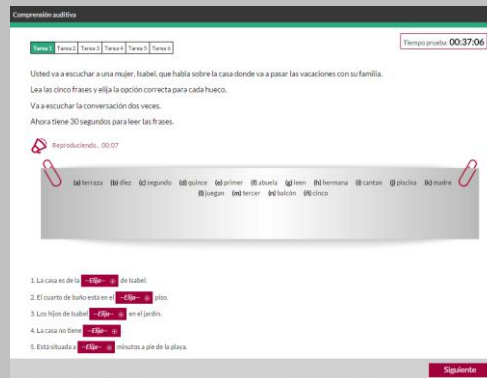 Comprensión auditiva
Tiempo prueba: 00:37:06
Tarea 1 Tarea 2 Tarea 3 Tarea 4 Tarea 5 Tarea 6
Usted va a escuchar a una mujer, Isabel, que habla sobre la casa donde va a pasar las vacaciones con su familia.
Lea las cinco frases y elija la opción correcta para cada hueco.
Va a escuchar la conversación dos veces.
Ahora tiene 30 segundos para leer las frases.
Reproduciendo... 00:07
(a) terraza (b) diez (c) segundo (d) quince (e) primer (f) abuela (g) leen (h) hermana (i) cantan (j) piscina (k) madre
(l) juegan (m) tercer (n) balcón (ñ) cinco
1. La casa es de la --Elija-- de Isabel.
2. El cuarto de baño está en el --Elija-- piso.
3. Los hijos de Isabel --Elija-- en el jardín.
4. La casa no tiene --Elija--
5. Está situada a --Elija-- minutos a pie de la playa.
Siguiente